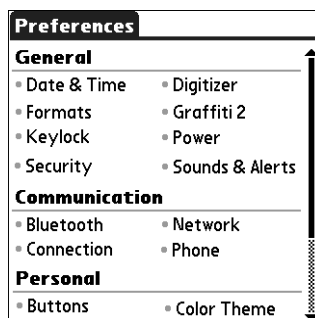 Preferences
General
Date & Time
Digitizer
Formats
Graffiti 2
Keylock
Power
Security
Sounds & Alerts
Communication
Bluetooth
Network
Connection
Phone
Personal
Buttons
Color Theme